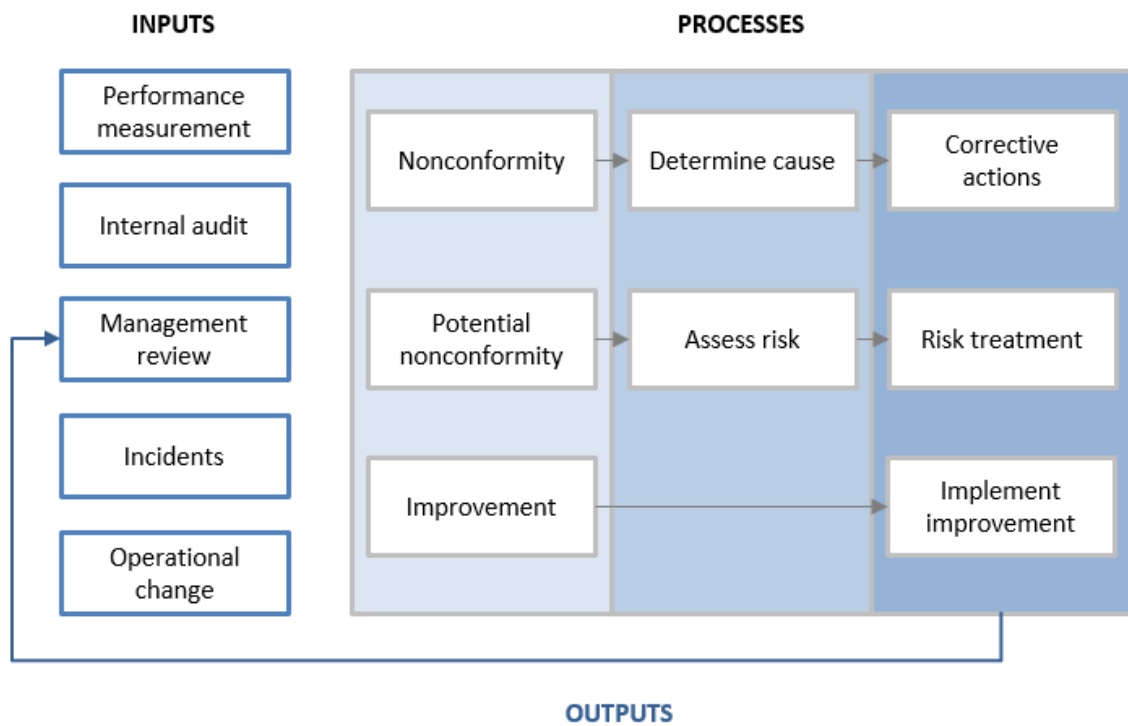 INPUTS
PROCESSES
Performance
measurement
Internal audit
Management
review
Incidents
Operational
change
Nonconformity
Determine cause
Corrective
actions
Potential
nonconformity
Assess risk
Risk treatment
Improvement
Implement
improvement
OUTPUTS